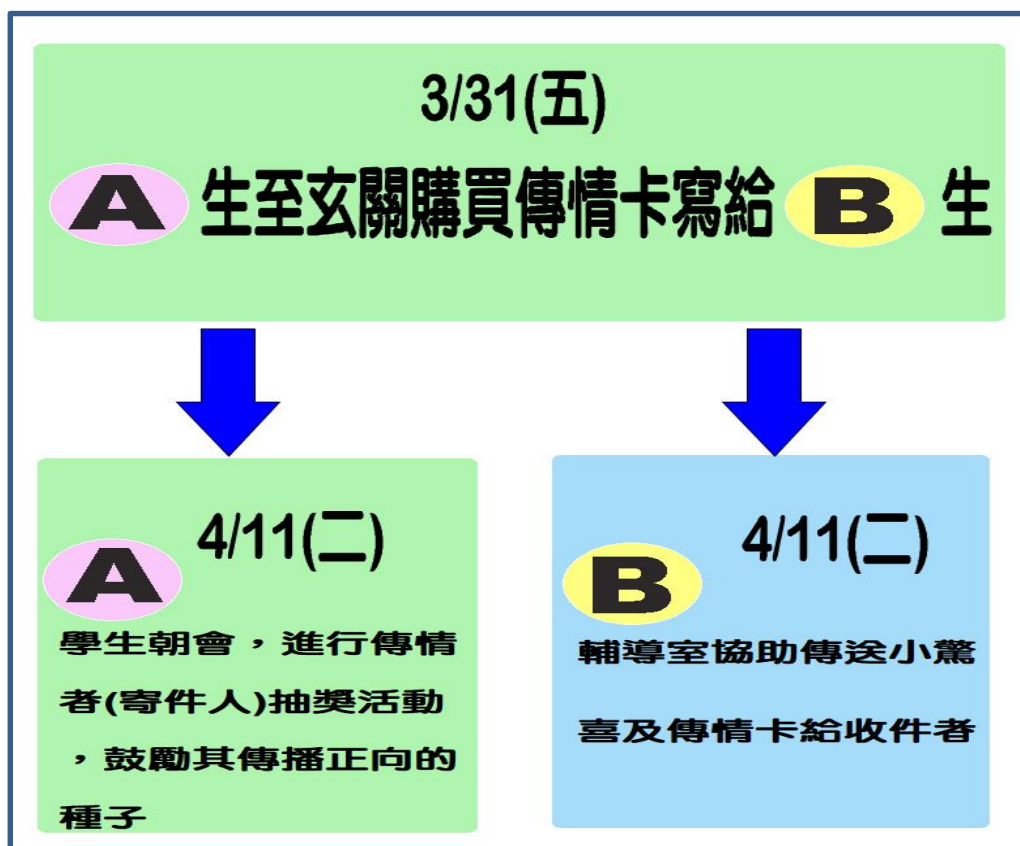 3/31(五)
A 生至玄關購買傳情卡寫給 B 生
4/11(二)
A
學生朝會，進行傳情
者(寄件人)抽獎活動
，鼓勵其傳播正向的
種子
4/11(二)
B
輔導室協助傳送小驚
喜及傳情卡給收件者